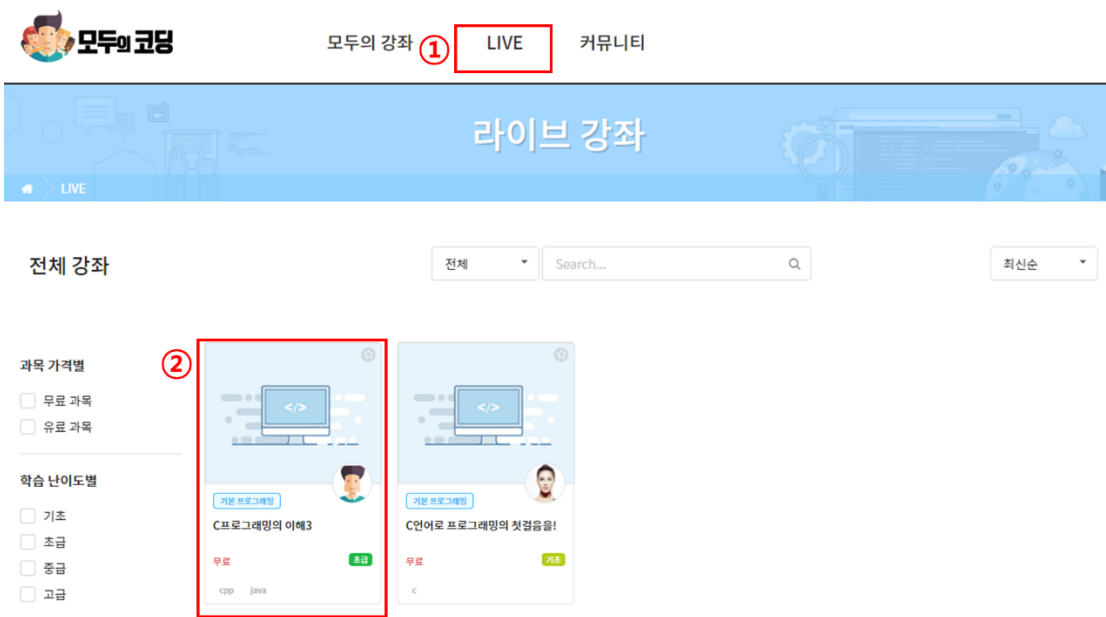 모두의 코딩
모두의 강좌 ① LIVE 커뮤니티
라이브 강좌
LIVE
전체 강좌 전체 Search... 최신순
과목 가격별
무료 과목
유료 과목
학습 난이도별
기초
초급
중급
고급
②
</>
기본 프로그래밍
C프로그래밍의 이해3
무료 초급
cpp java
</>
기본 프로그래밍
C언어로 프로그래밍의 첫걸음을!
무료 기초
c